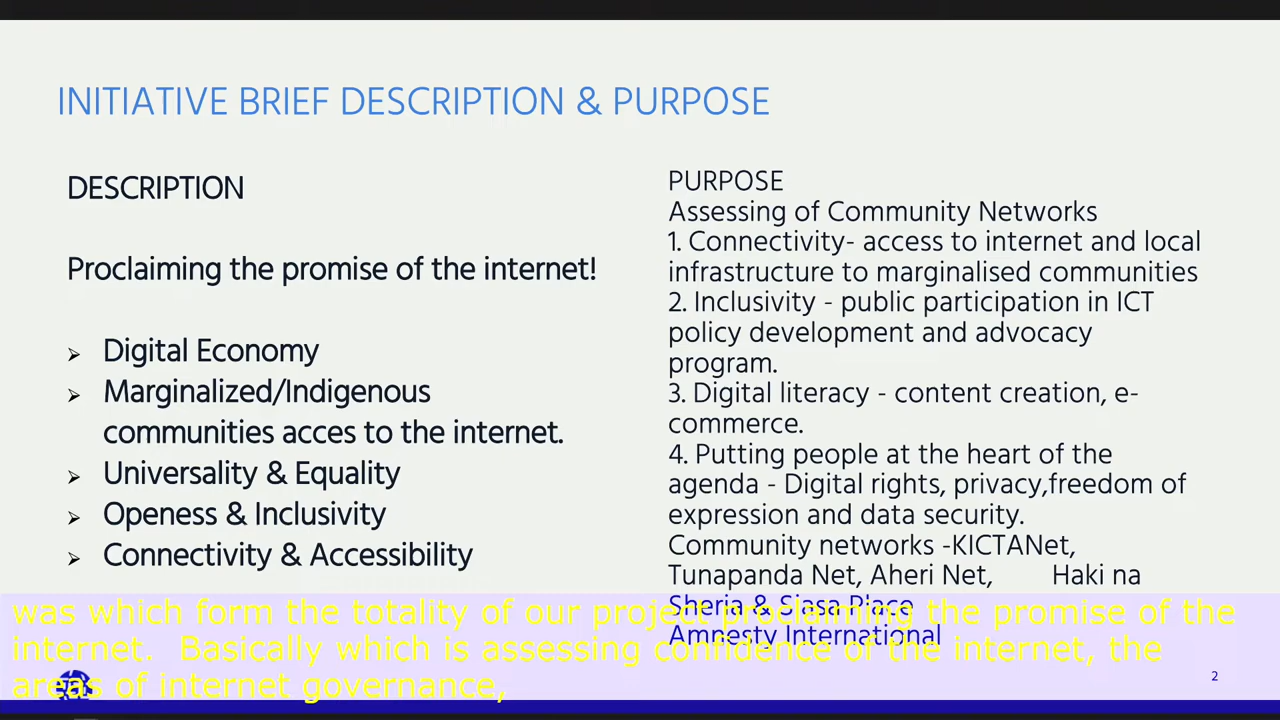 INITIATIVE BRIEF DESCRIPTION & PURPOSE
DESCRIPTION
Proclaiming the promise of the internet!
Digital Economy
Marginalized/Indigenous
communities acces to the internet.
Universality & Equality
Openess & Inclusivity
Connectivity & Accessibility
PURPOSE
Assessing of Community Networks
1. Connectivity- access to internet and local
infrastructure to marginalised communities
2. Inclusivity - public participation in ICT
policy development and advocacy
program.
3. Digital literacy - content creation, e-
commerce.
4. Putting people at the heart of the
agenda - Digital rights, privacy,freedom of
expression and data security.
Community networks -KICTANet,
Tunapanda Net, Aheri Net, Haki na
Sheria & Siasa Place
Amnesty International
was which form the totality of our project proclaiming the promise of the
internet. Basically which is assessing confidence of the internet, the
areas of internet governance,
2